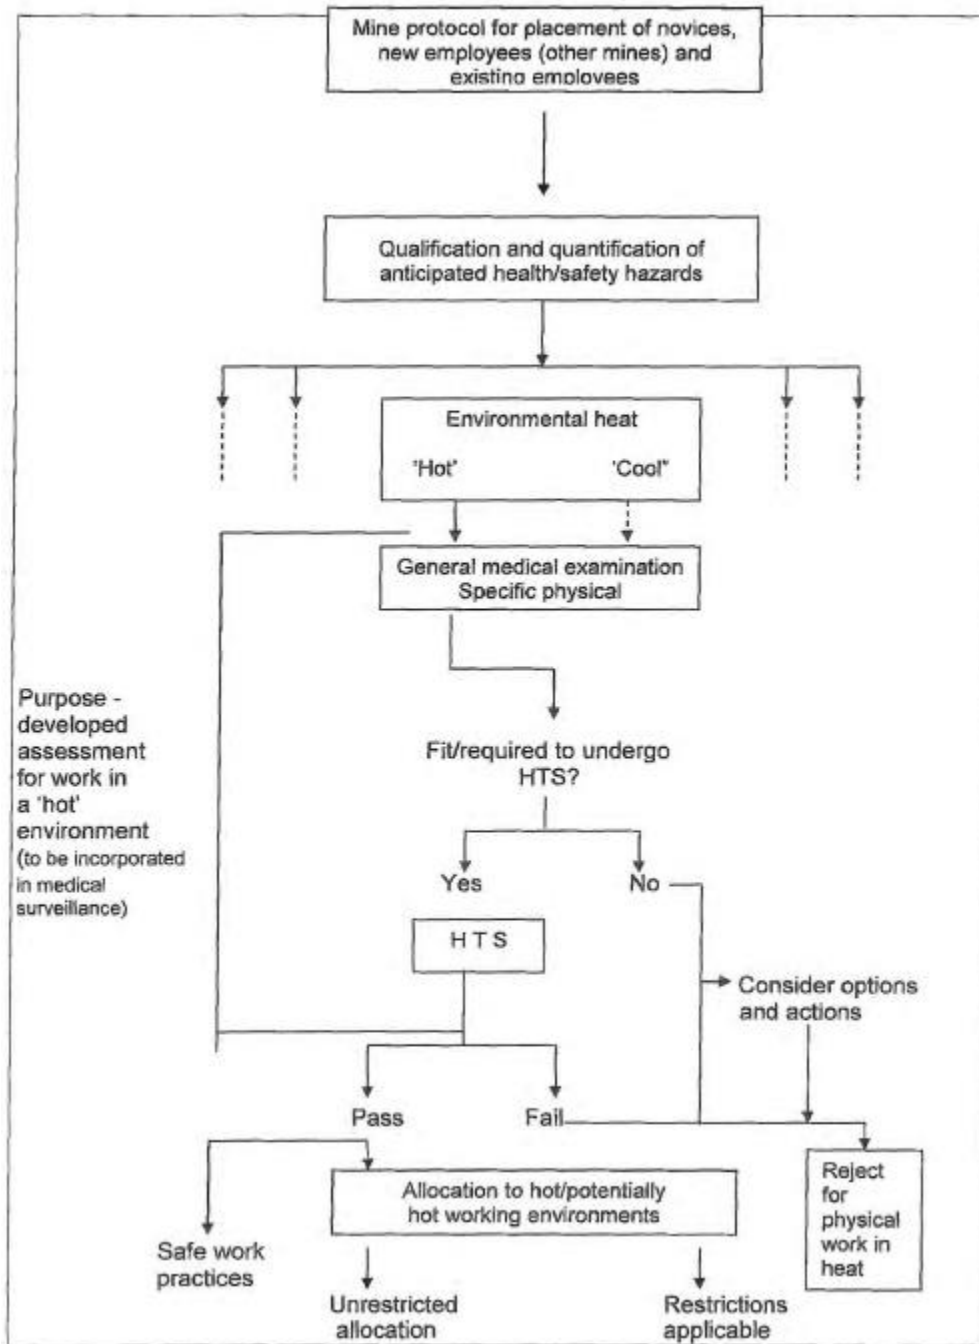 Mine protocol for placement of novices,
new employees (other mines) and
existing employees
Qualification and quantification of
anticipated health/safety hazards
Environmental heat
'Hot'
'Cool"
General medical examination
Specific physical
Purpose -
developed
assessment
for work in
a 'hot'
environment
(to be incorporated
in medical
surveillance)
Fit/required to undergo
HTS?
Yes
No
H T S
Consider options
and actions
Pass
Fail
Allocation to hot/potentially
hot working environments
Reject
for
physical
work in
heat
Safe work
practices
Unrestricted
allocation
Restrictions
applicable